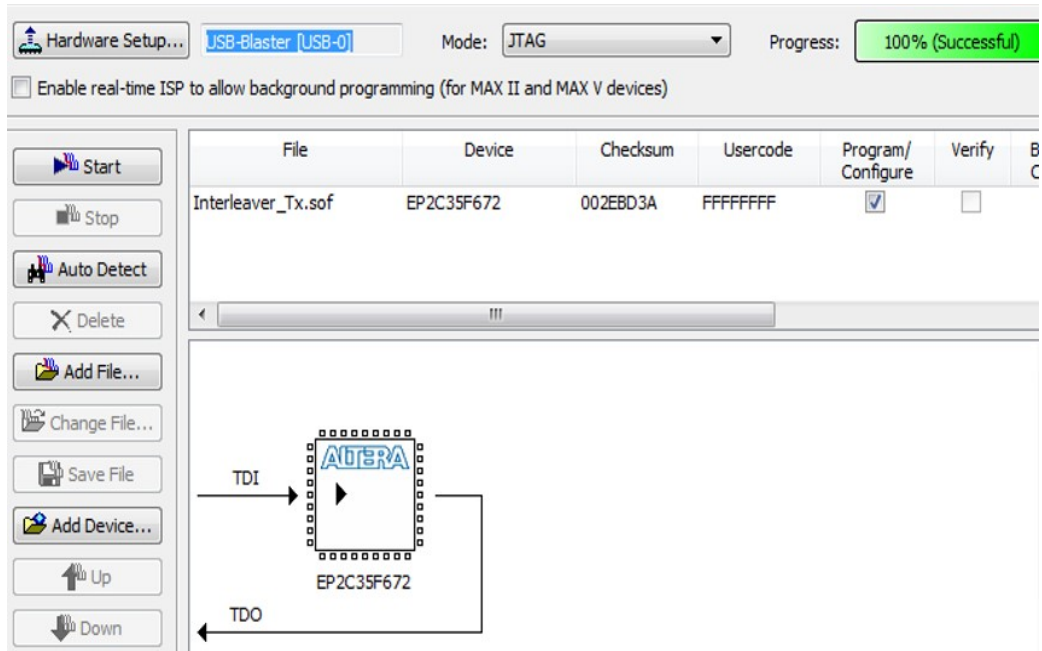 Hardware Setup... USB-Blaster [USB-0] Mode: JTAG Progress: 100% (Successful)
Enable real-time ISP to allow background programming (for MAX II and MAX V devices)
Start
Stop
Auto Detect
Delete
Add File...
Change File...
Save File
Add Device...
Up
Down
File Device Checksum Usercode Program/ Verify B
Configure C
Interleaver_Tx.sof EP2C35F672 002EBD3A FFFFFFFF
ALTERA
TDI
EP2C35F672
TDO